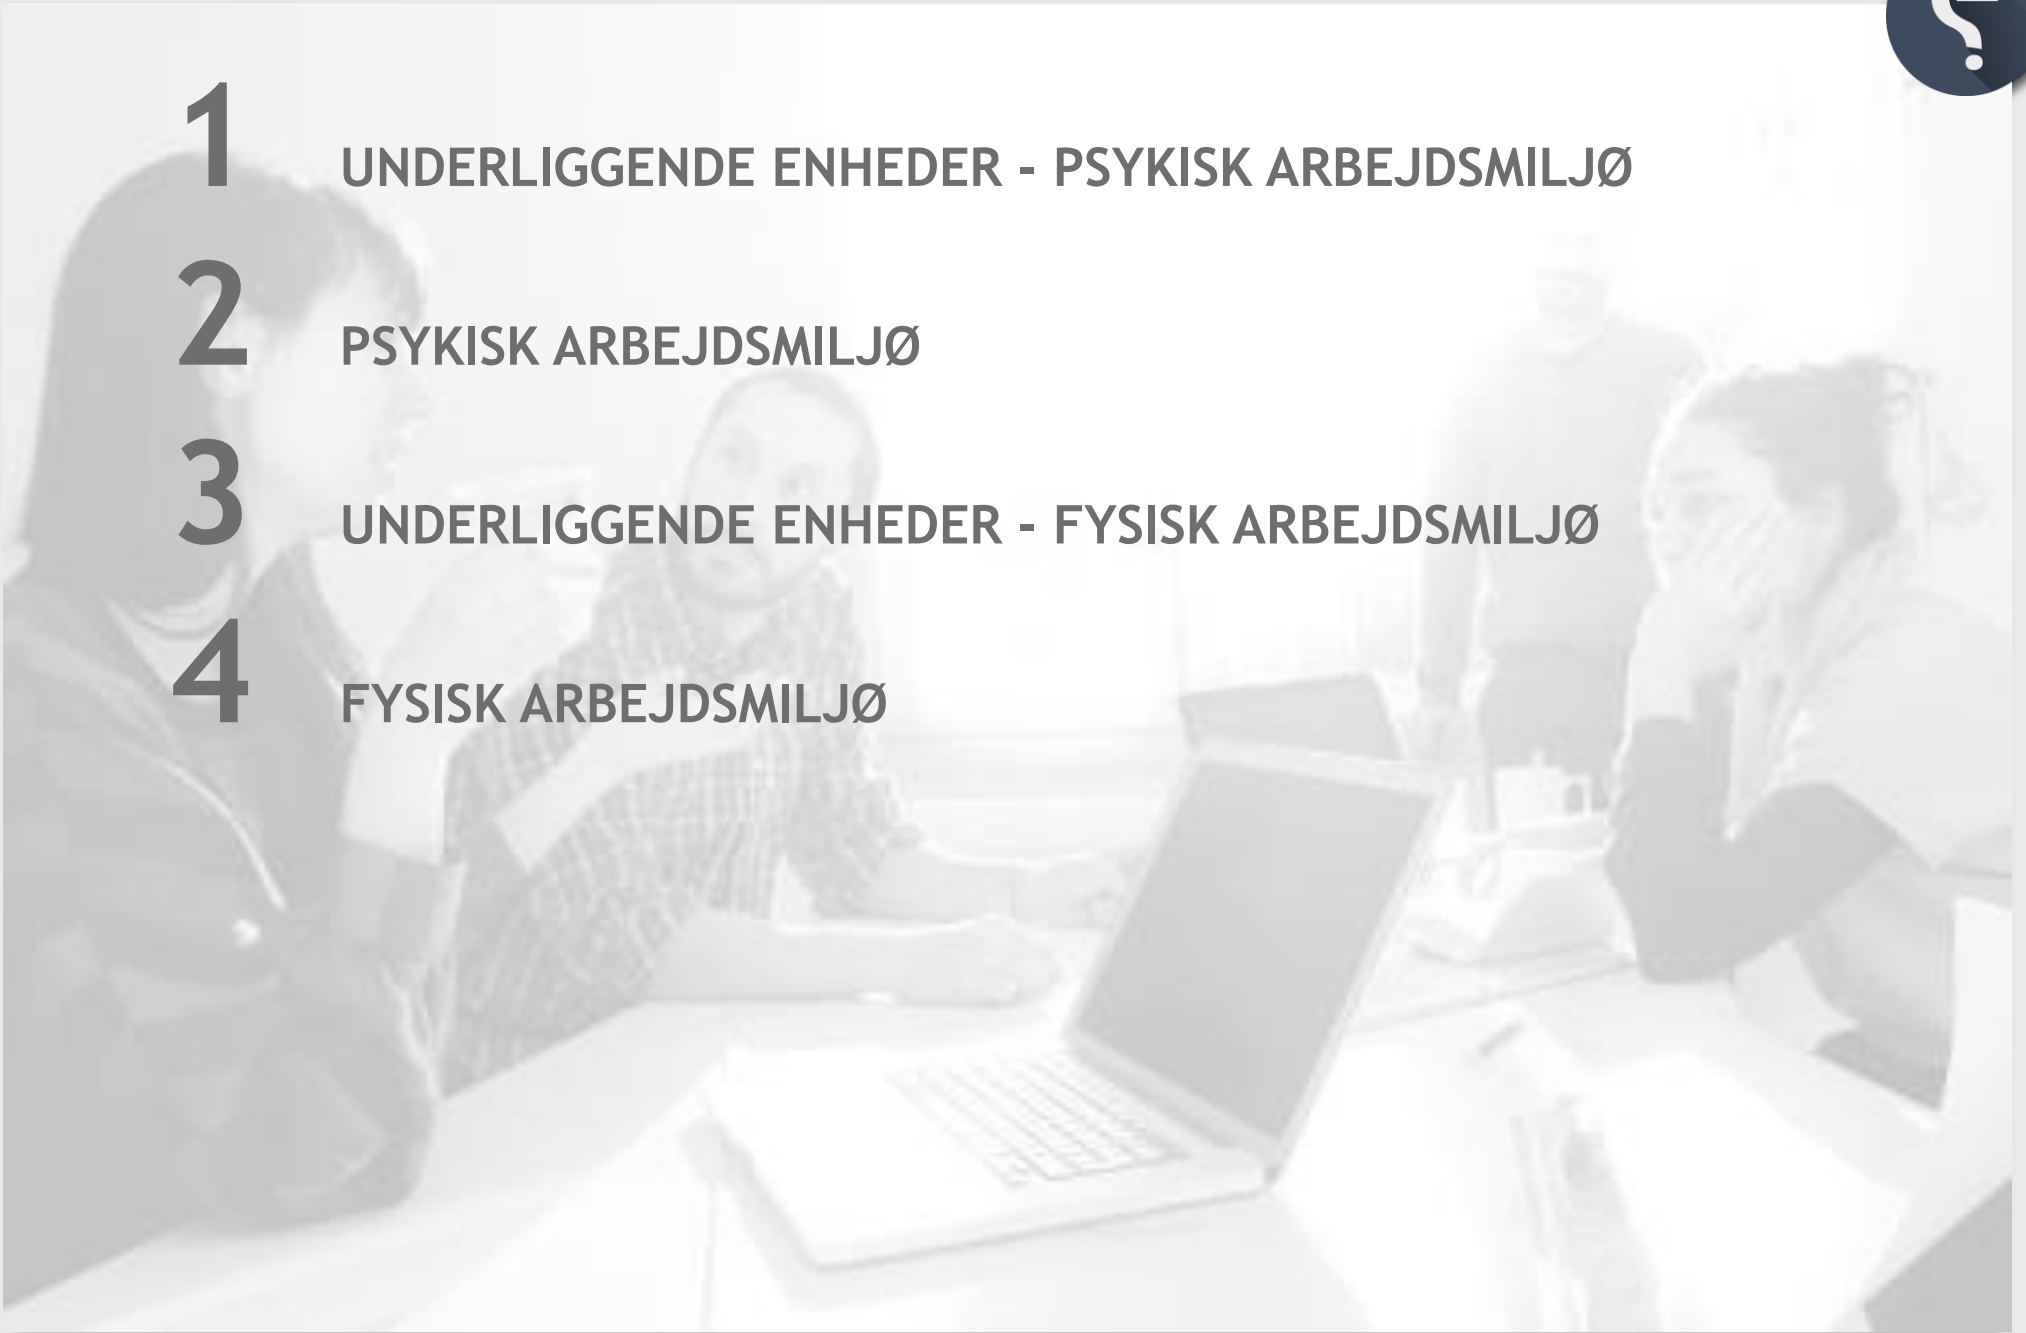 1 UNDERLIGGENDE ENHEDER - PSYKISK ARBEJDSMILJØ
2 PSYKISK ARBEJDSMILJØ
3 UNDERLIGGENDE ENHEDER - FYSISK ARBEJDSMILJØ
4 FYSISK ARBEJDSMILJØ